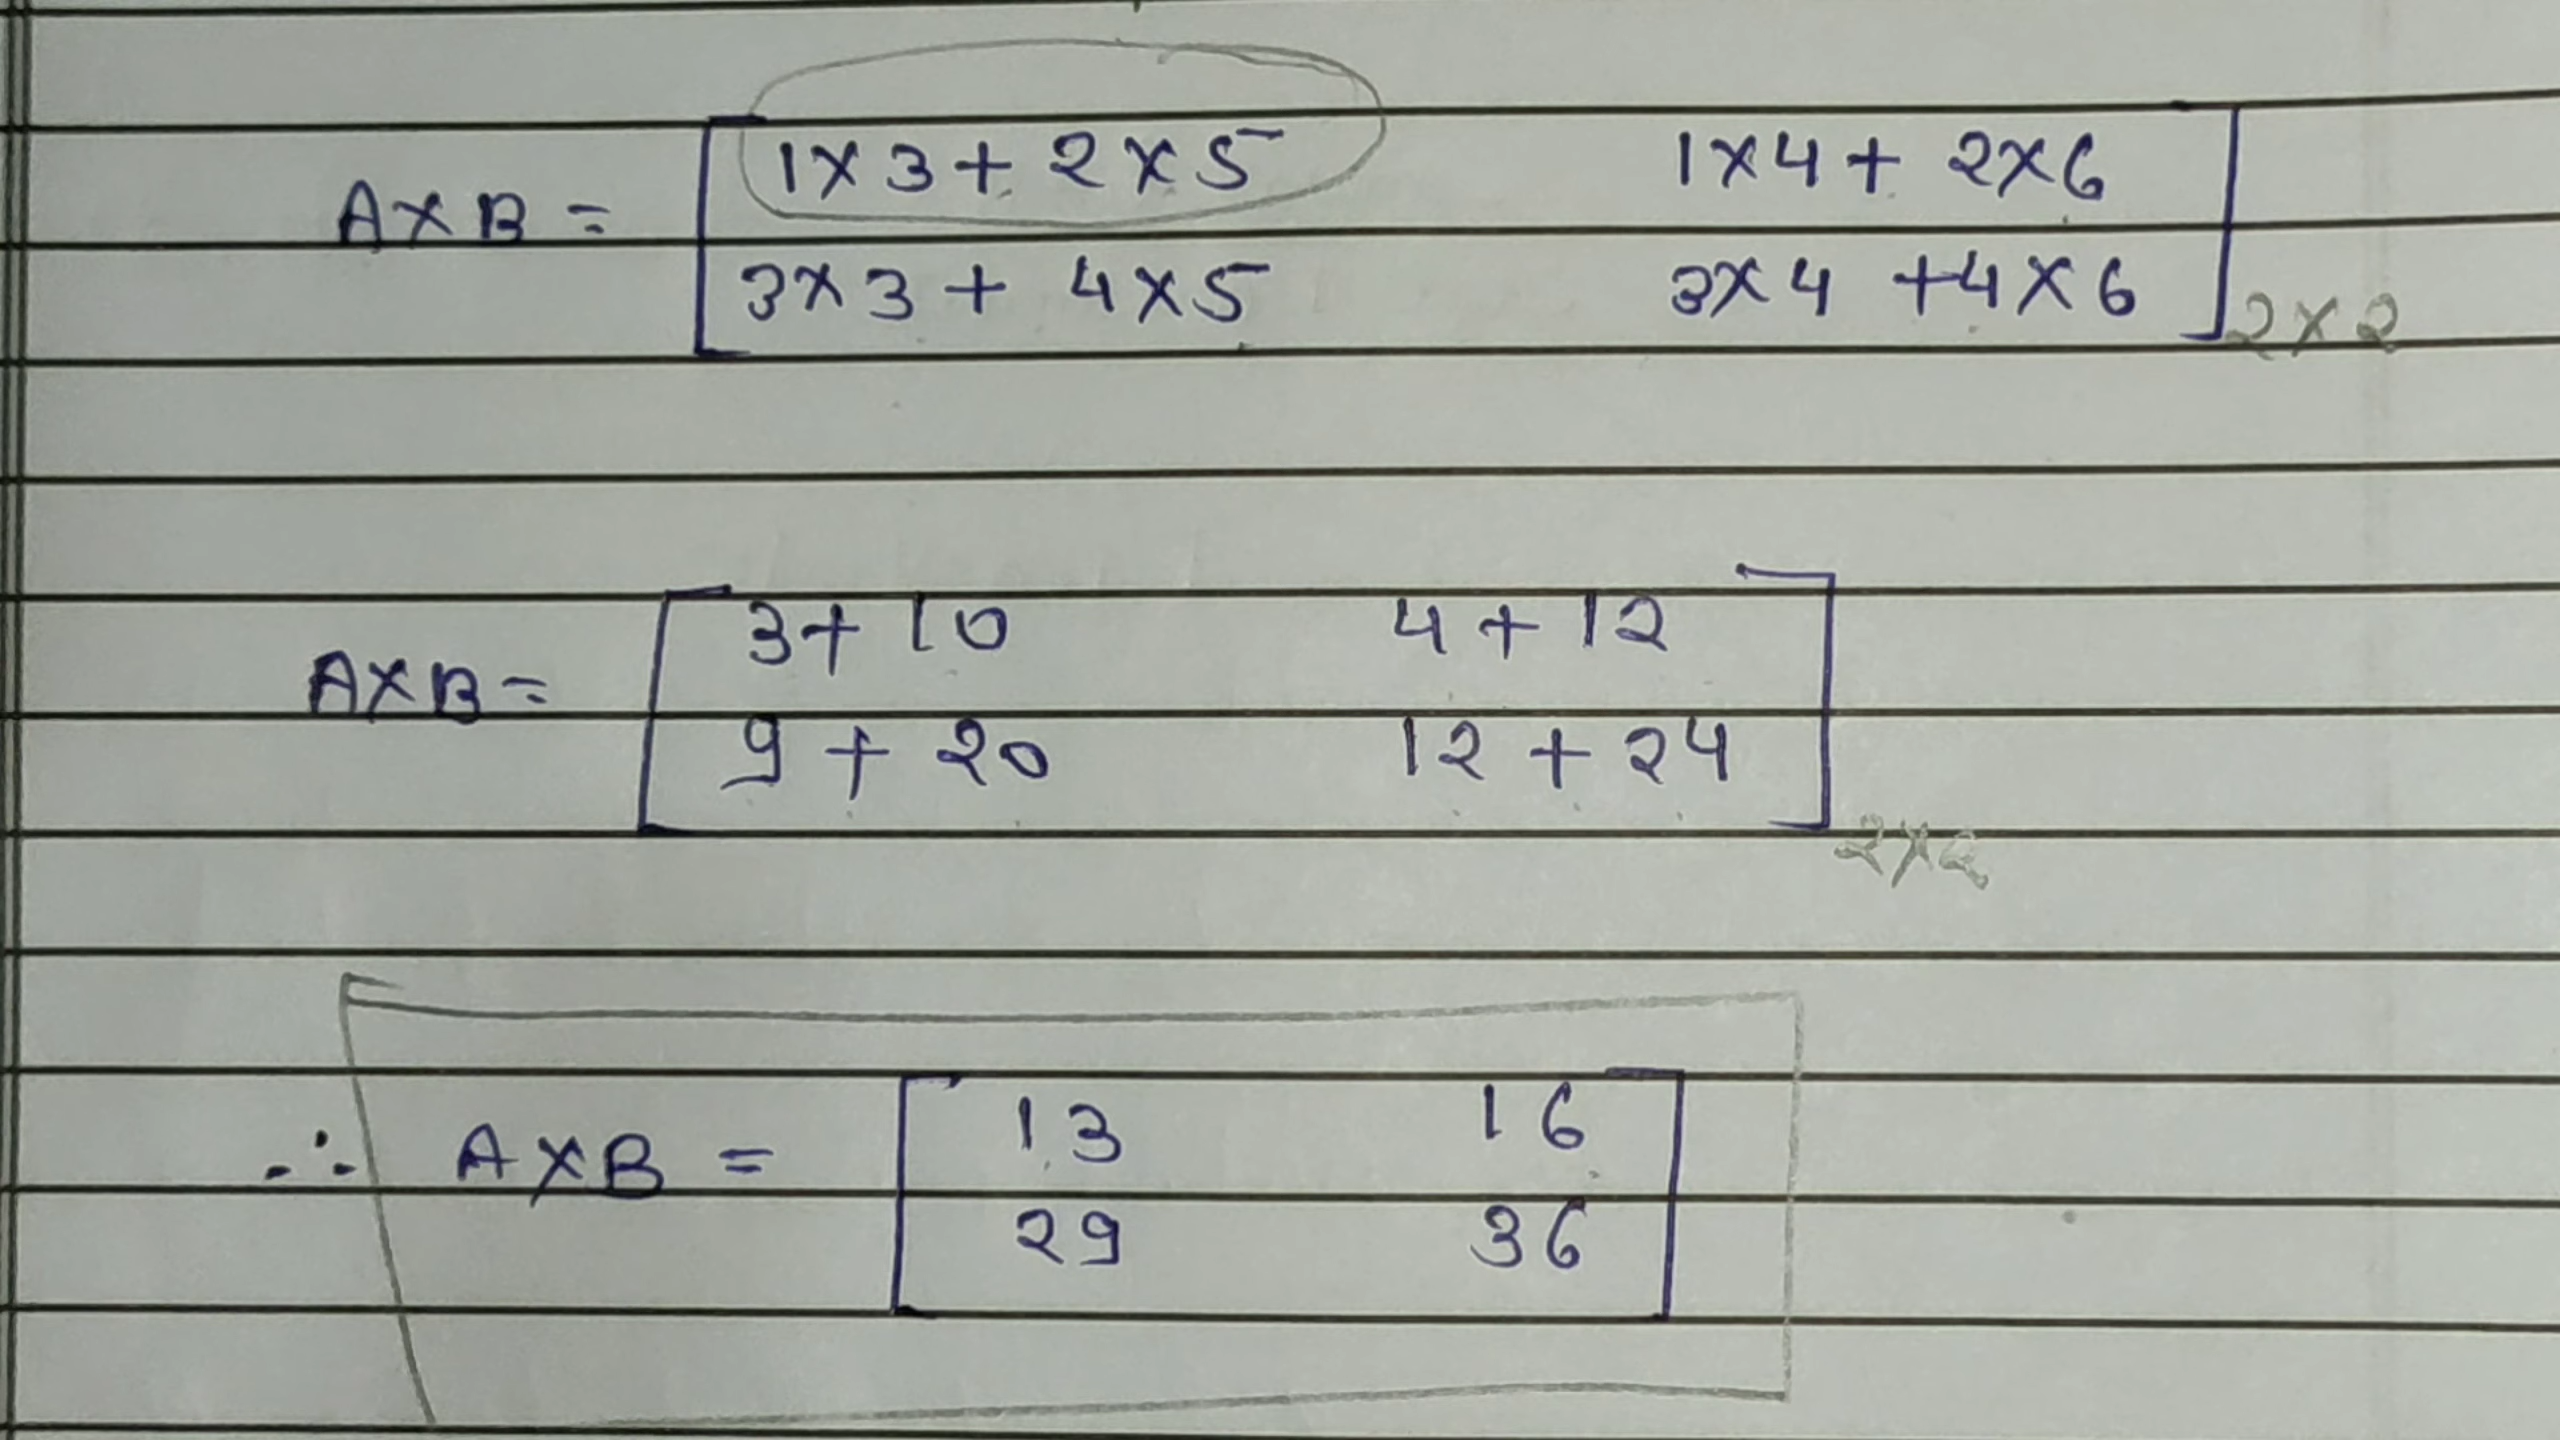 A×B = [ 1×3+ 2×5 1×4+ 2×6
3×3+ 4×5 3×4 +4×6 ] 2×2
A×B = [ 3+10 4+12
9+20 12+24 ] 2×2
∴ A×B = [ 13 16
29 36 ]